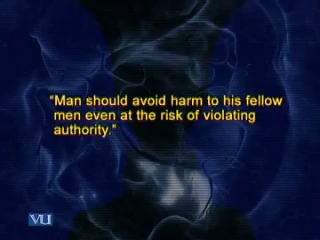 "Man should avoid harm to his fellow
men even at the risk of violating
authority."
VU